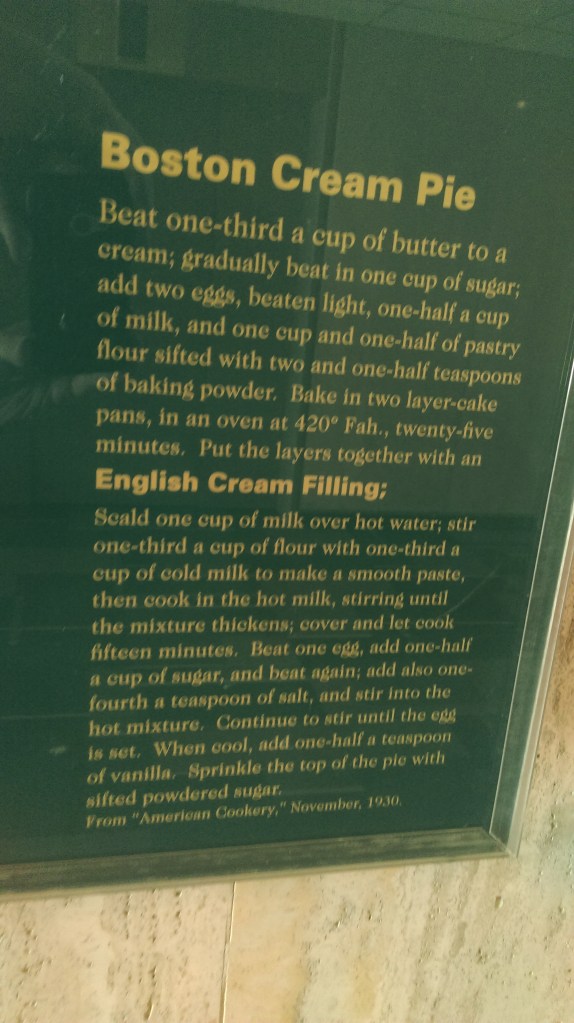 Boston Cream Pie
Beat one-third a cup of butter to a
cream; gradually beat in one cup of sugar;
add two eggs, beaten light, one-half a cup
of milk, and one cup and one-half of pastry
flour sifted with two and one-half teaspoons
of baking powder. Bake in two layer-cake
pans, in an oven at 420° Fah., twenty-five
minutes. Put the layers together with an
English Cream Filling;
Scald one cup of milk over hot water; stir
one-third a cup of flour with one-third a
cup of cold milk to make a smooth paste,
then cook in the hot milk, stirring until
the mixture thickens; cover and let cook
fifteen minutes. Beat one egg, add one-half
a cup of sugar, and beat again; add also one-
fourth a teaspoon of salt, and stir into the
hot mixture. Continue to stir until the egg
is set. When cool, add one-half a teaspoon
of vanilla. Sprinkle the top of the pie with
sifted powdered sugar.
From "American Cookery," November, 1930.